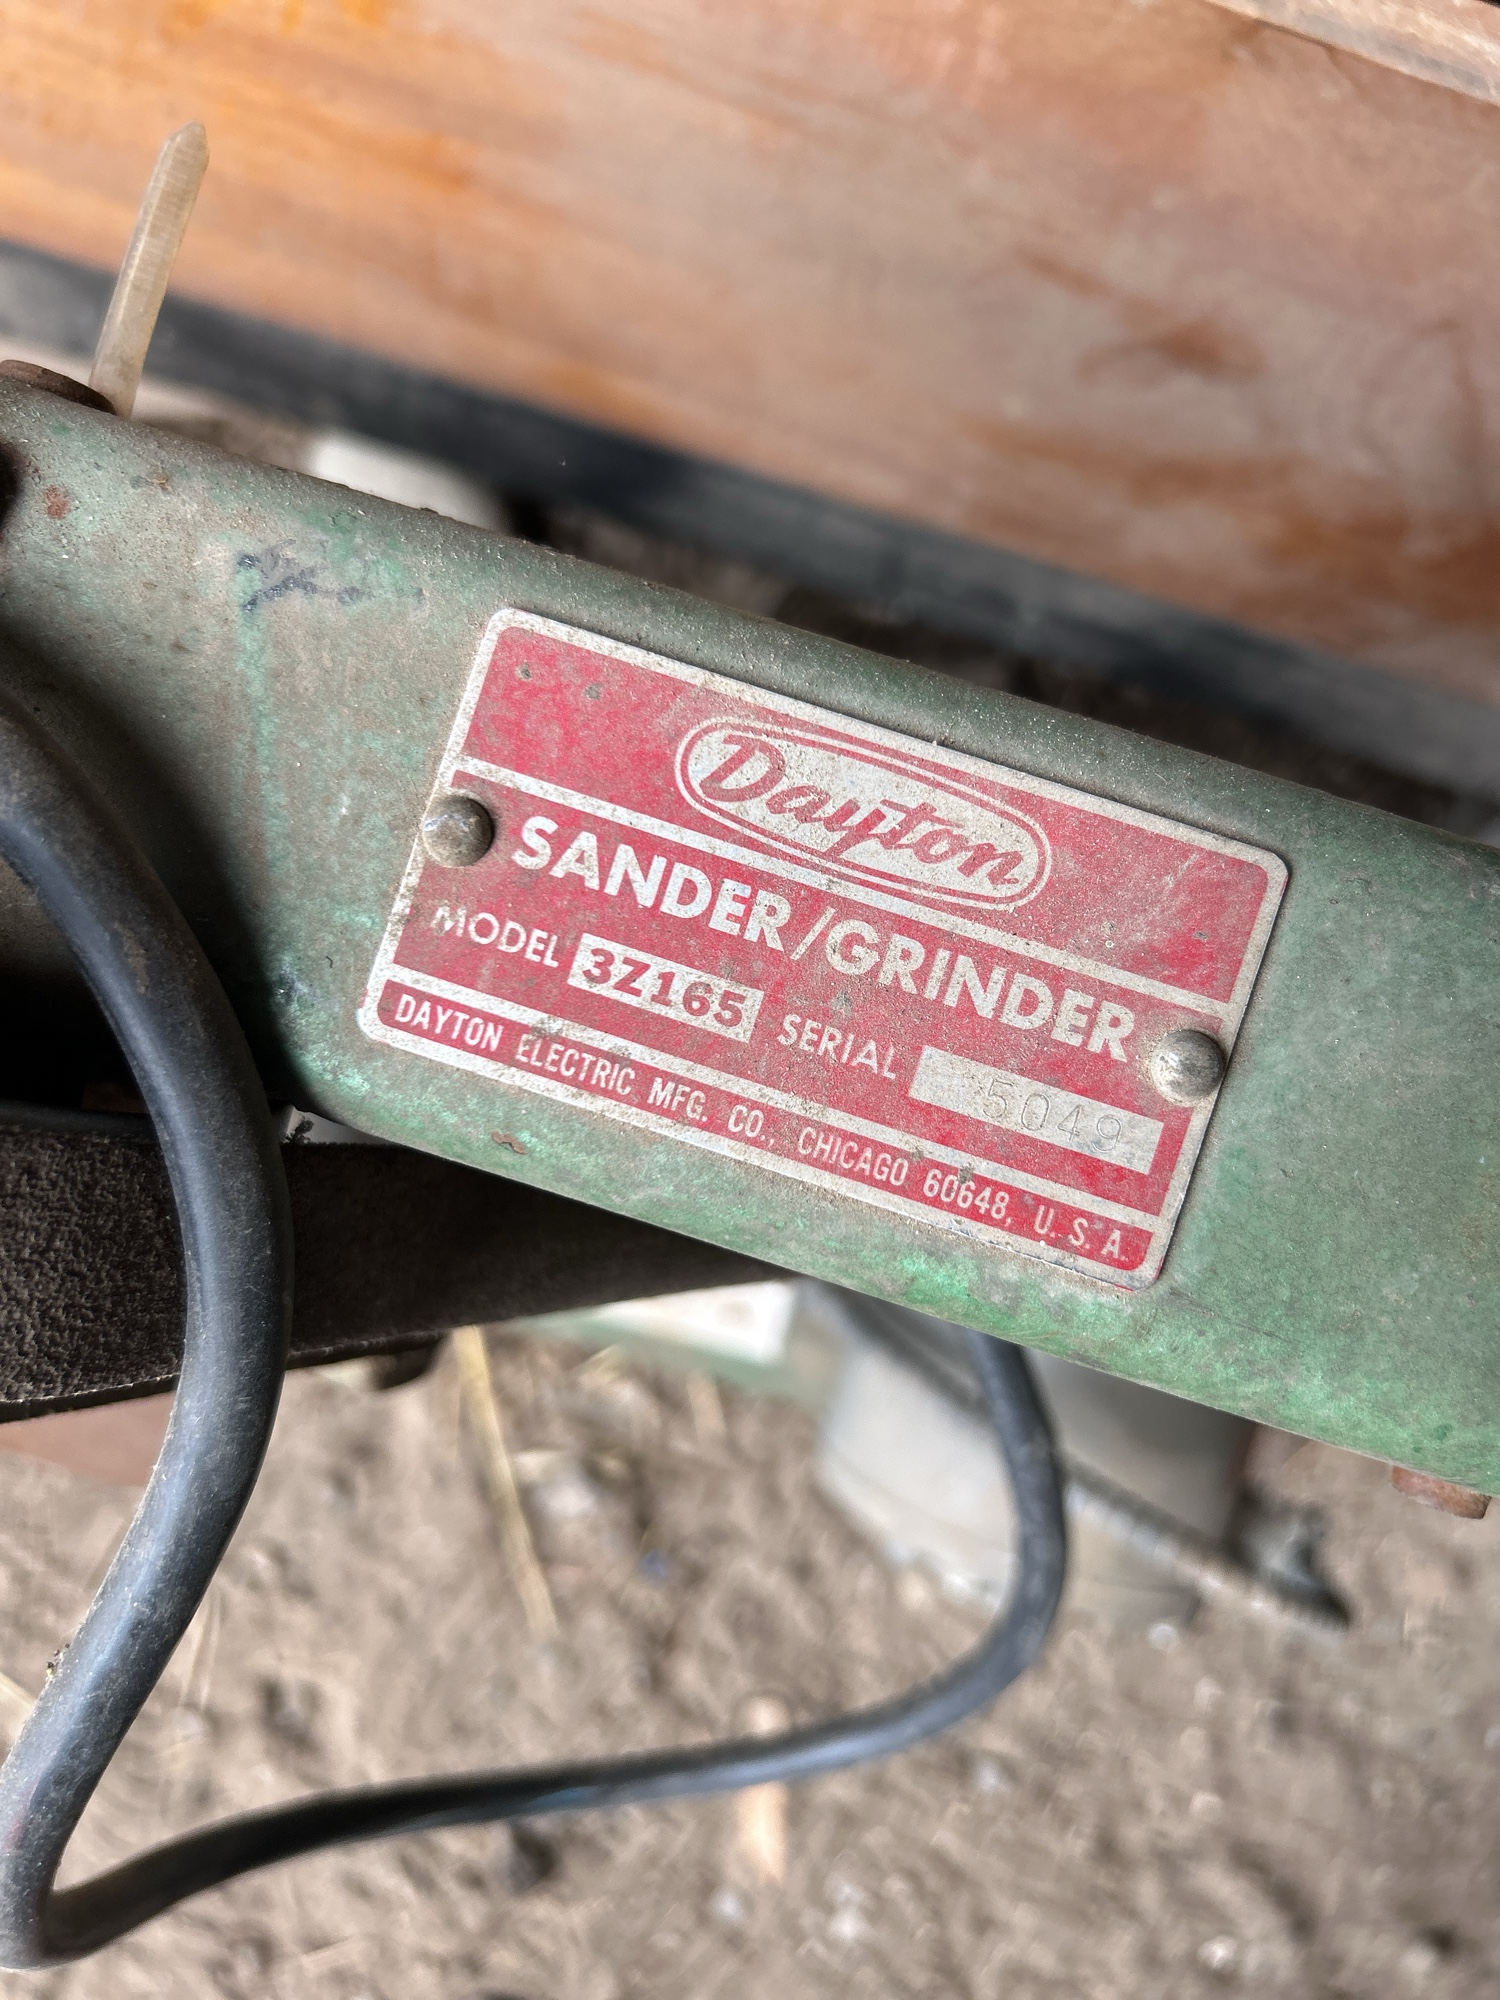 Dayton
SANDER/GRINDER
MODEL 3Z165 SERIAL 5049
DAYTON ELECTRIC MFG. CO., CHICAGO 60648, U.S.A.